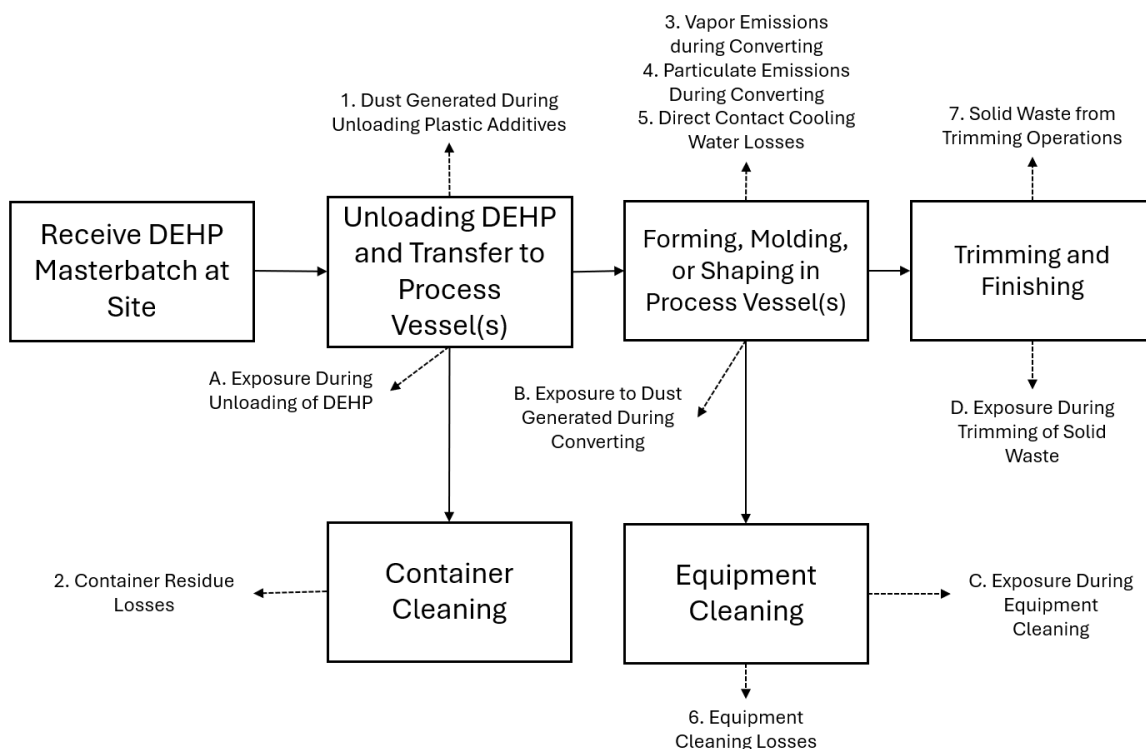 3. Vapor Emissions
during Converting
4. Particulate Emissions
During Converting
5. Direct Contact Cooling
Water Losses
1. Dust Generated During
Unloading Plastic Additives
7. Solid Waste from
Trimming Operations
Receive DEHP
Masterbatch at
Site
Unloading DEHP
and Transfer to
Process
Vessel(s)
Forming, Molding,
or Shaping in
Process Vessel(s)
Trimming and
Finishing
A. Exposure During
Unloading of DEHP
B. Exposure to Dust
Generated During
Converting
D. Exposure During
Trimming of Solid
Waste
2. Container Residue
Losses
Container
Cleaning
Equipment
Cleaning
C. Exposure During
Equipment
Cleaning
6. Equipment
Cleaning Losses